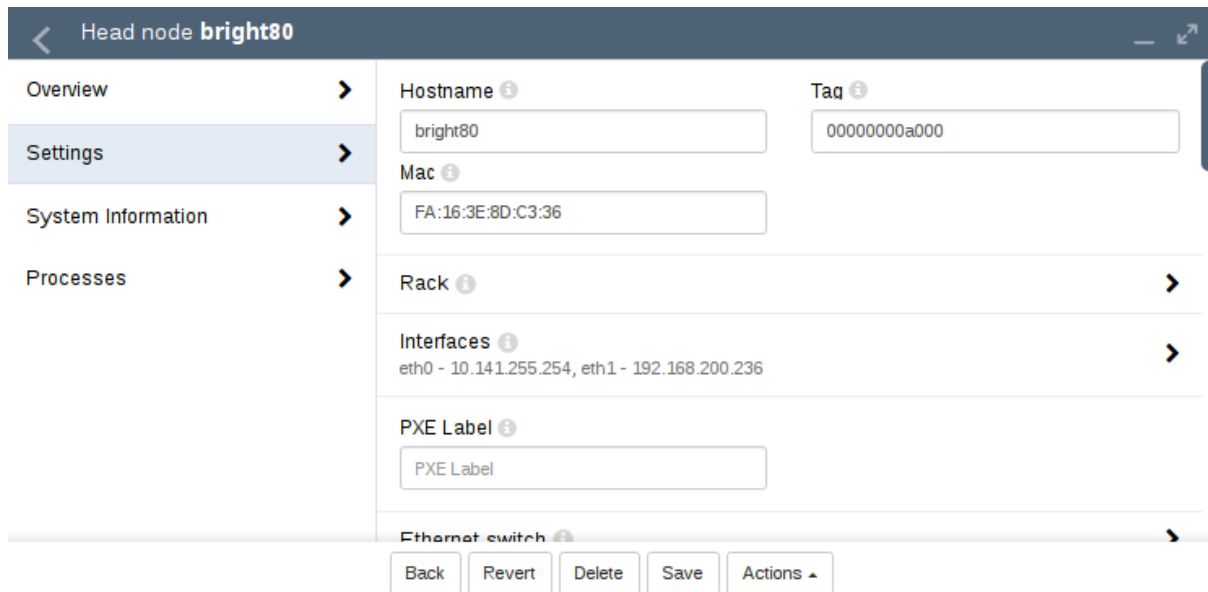 Head node bright80
Overview
Settings
System Information
Processes
Hostname
bright80
Tag
00000000a000
Mac
FA:16:3E:8D:C3:36
Rack
Interfaces
eth0 - 10.141.255.254, eth1 - 192.168.200.236
PXE Label
PXE Label
Ethernet switch
Back Revert Delete Save Actions